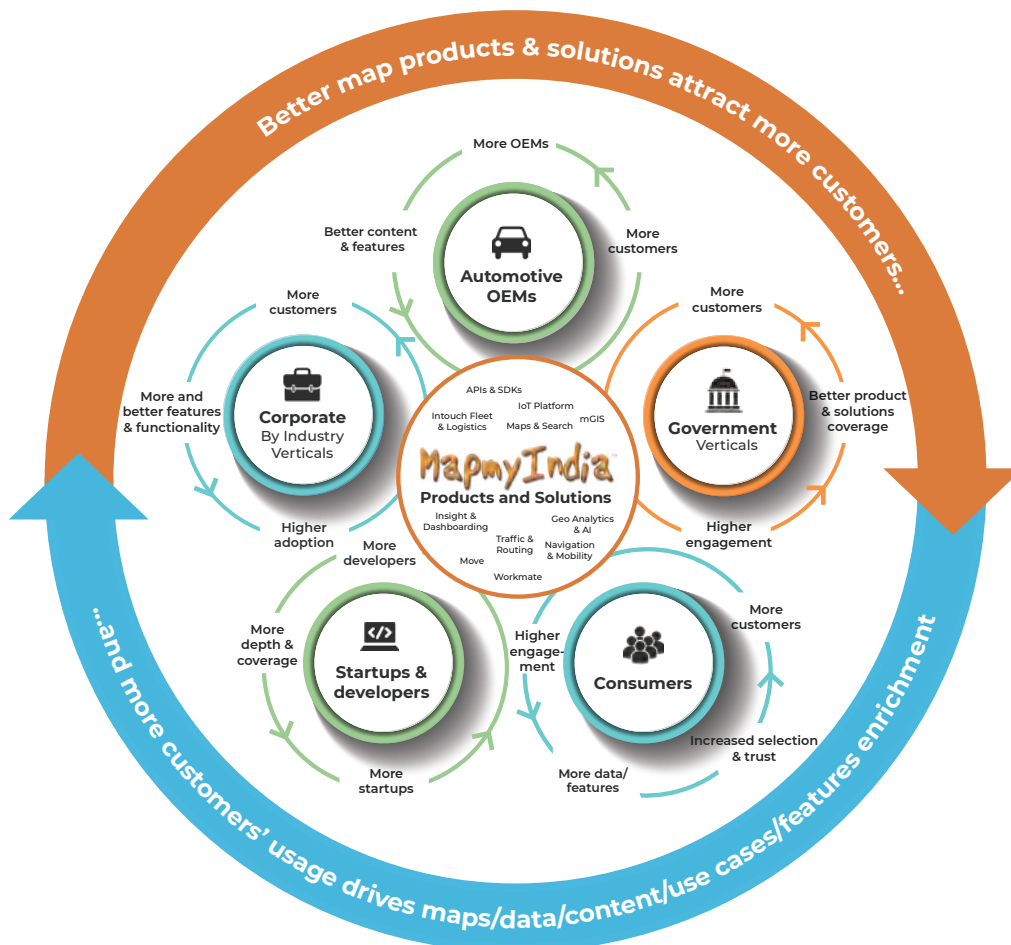 Better map products & solutions attract more customers...
More OEMs
Better content
& features
More
customers
Automotive
OEMs
More
customers
More and
better features
& functionality
Higher
adoption
Corporate
By Industry
Verticals
More
customers
Better product
& solutions
coverage
Higher
engagement
Government
Verticals
APIs & SDKs
IoT Platform
Intouch Fleet
& Logistics
Maps & Search
mGIS
MapmyIndia™
Products and Solutions
Insight &
Dashboarding
Geo Analytics
& AI
Traffic &
Routing
Navigation
& Mobility
Move
Workmate
More
developers
More
depth &
coverage
More
startups
Startups &
developers
Higher
engage-
ment
More
customers
Increased selection
& trust
More data/
features
Consumers
...and more customers’ usage drives maps/data/content/use cases/features enrichment